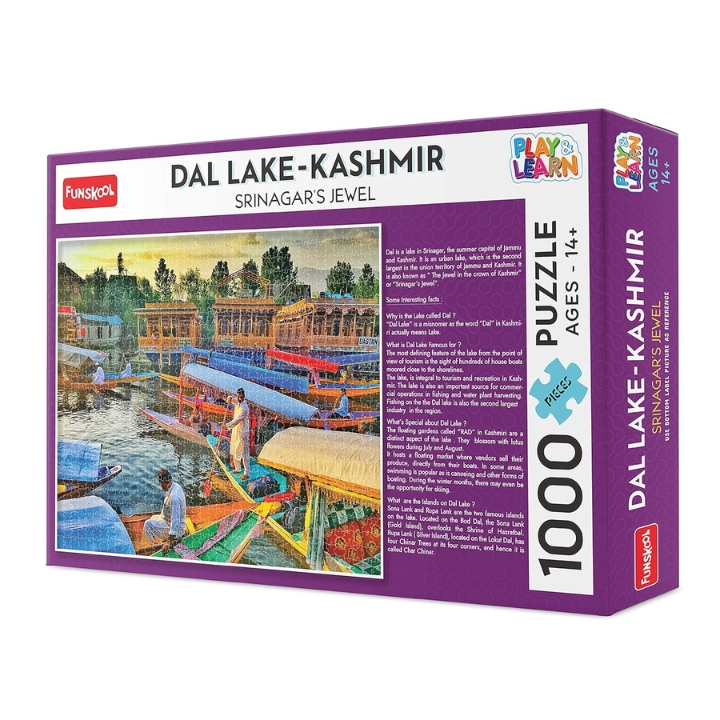 FUNSKOOL
DAL LAKE-KASHMIR
SRINAGAR'S JEWEL
PLAY &
LEARN
Dal is a lake in Srinagar, the summer capital of Jammu
and Kashmir. It is an urban lake, which is the second
largest in the union territory of Jammu and Kashmir. It
is also known as " The Jewel in the crown of Kashmir"
or "Srinagar's Jewel".
Some interesting facts :
Why is the Lake called Dal ?
"Dal Lake" is a misnomer as the word "Dal" in Kashmi-
ri actually means Lake.
What is Dal Lake Famous for ?
The most defining feature of the lake from the point of
view of tourism is the sight of hundreds of house boats
moored close to the shorelines.
The lake, is integral to tourism and recreation in Kash-
mir. The lake is also an important source for commer-
cial operations in fishing and water plant harvesting.
Fishing on the Dal lake is also the second largest
industry in the region.
What's Special about Dal Lake ?
The floating gardens called "RAD" in Kashmiri are a
distinct aspect of the lake . They blossom with lotus
flowers during July and August.
It hosts a floating market where vendors sell their
produce, directly from their boats. In some areas,
swimming is popular as is canoeing and other forms of
boating. During the winter months, there may even be
the opportunity for skiing.
What are the Islands on Dal Lake ?
Sona Lank and Rupa Lank are the two famous islands
on the lake. Located on the Bod Dal, the Sona Lank
(Gold Island), overlooks the Shrine of Hazratbal.
Rupa Lank ( Silver Island), located on the Lokut Dal, has
four Chinar Trees at its four corners, and hence it is
called Char Chinar.
1000 PIECES PUZZLE
AGES - 14+
PLAY &
LEARN
AGES
14+
DAL LAKE-KASHMIR
SRINAGAR'S JEWEL
USE BOTTOM LABEL PICTURE AS REFERENCE
FUNSKOOL